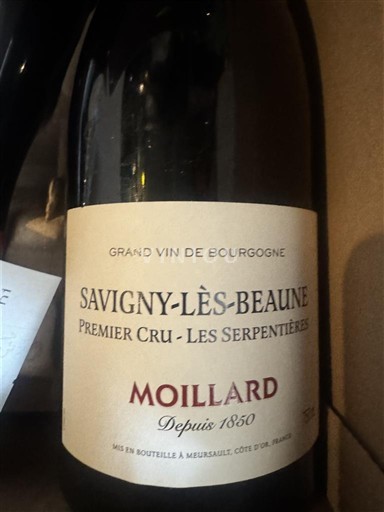 GRAND VIN DE BOURGOGNE
VINTOU
SAVIGNY-LÈS-BEAUNE
PREMIER CRU - LES SERPENTIÈRES
MOILLARD
Depuis 1850
MIS EN BOUTEILLE À MEURSAULT, CÔTE D'OR, FRANCE